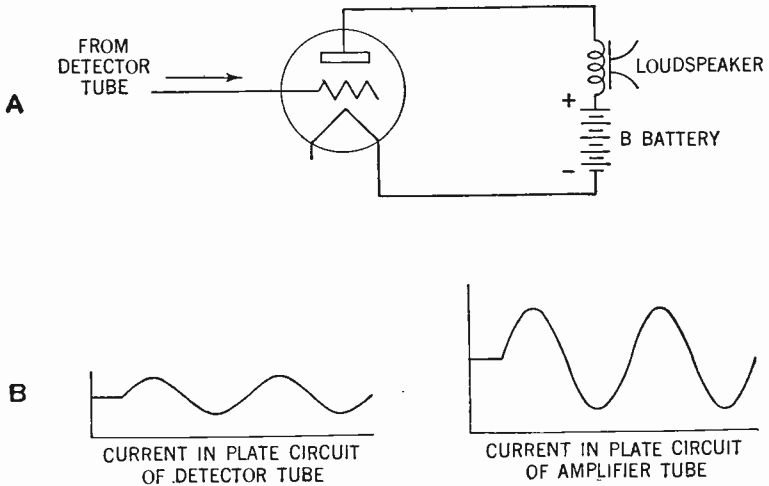 A
FROM
DETECTOR
TUBE
LOUDSPEAKER
+
B BATTERY
-
B
CURRENT IN PLATE CIRCUIT
OF DETECTOR TUBE
CURRENT IN PLATE CIRCUIT
OF AMPLIFIER TUBE